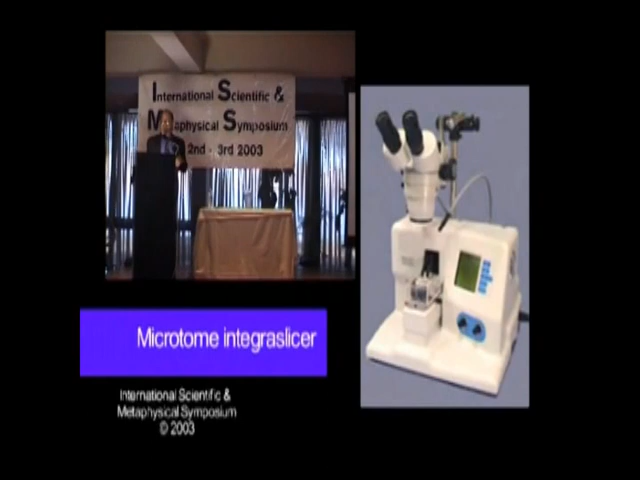 International Scientific &
Metaphysical Symposium
2nd - 3rd 2003
Microtome integraslicer
International Scientific &
Metaphysical Symposium
© 2003